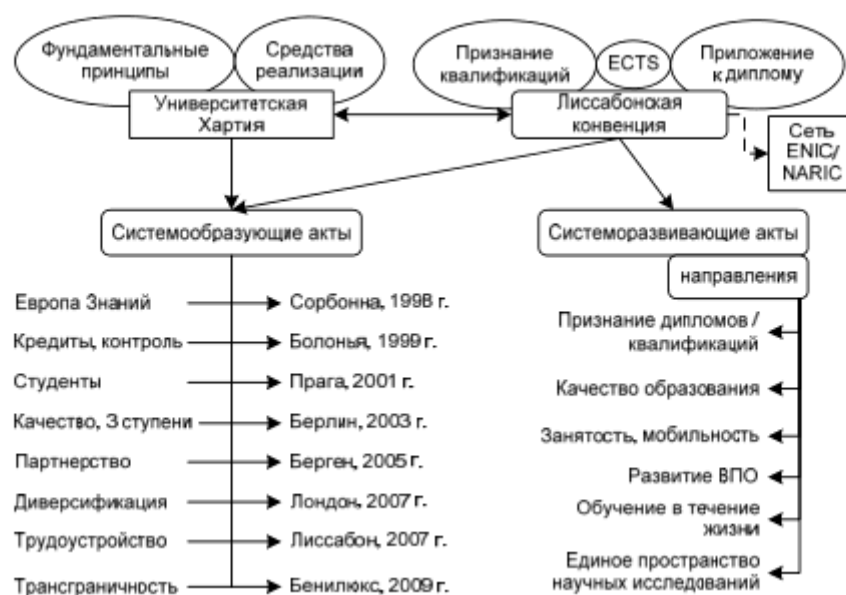 Фундаментальные
принципы
Средства
реализации
Признание
квалификаций
ECTS
Приложение
к диплому
Университетская
Хартия
Лиссабонская
конвенция
Сеть
ENIC/
NARIC
Системообразующие акты
Системоразвивающие акты
направления
Европа Знаний
Сорбонна, 1998 г.
Кредиты, контроль
Болонья, 1999 г.
Студенты
Прага, 2001 г.
Качество, 3 ступени
Берлин, 2003 г.
Партнерство
Берген, 2005 г.
Диверсификация
Лондон, 2007 г.
Трудоустройство
Лиссабон, 2007 г.
Трансграничность
Бенилюкс, 2009 г.
Признание дипломов /
квалификаций
Качество образования
Занятость, мобильность
Развитие ВПО
Обучение в течение
жизни
Единое пространство
научных исследований